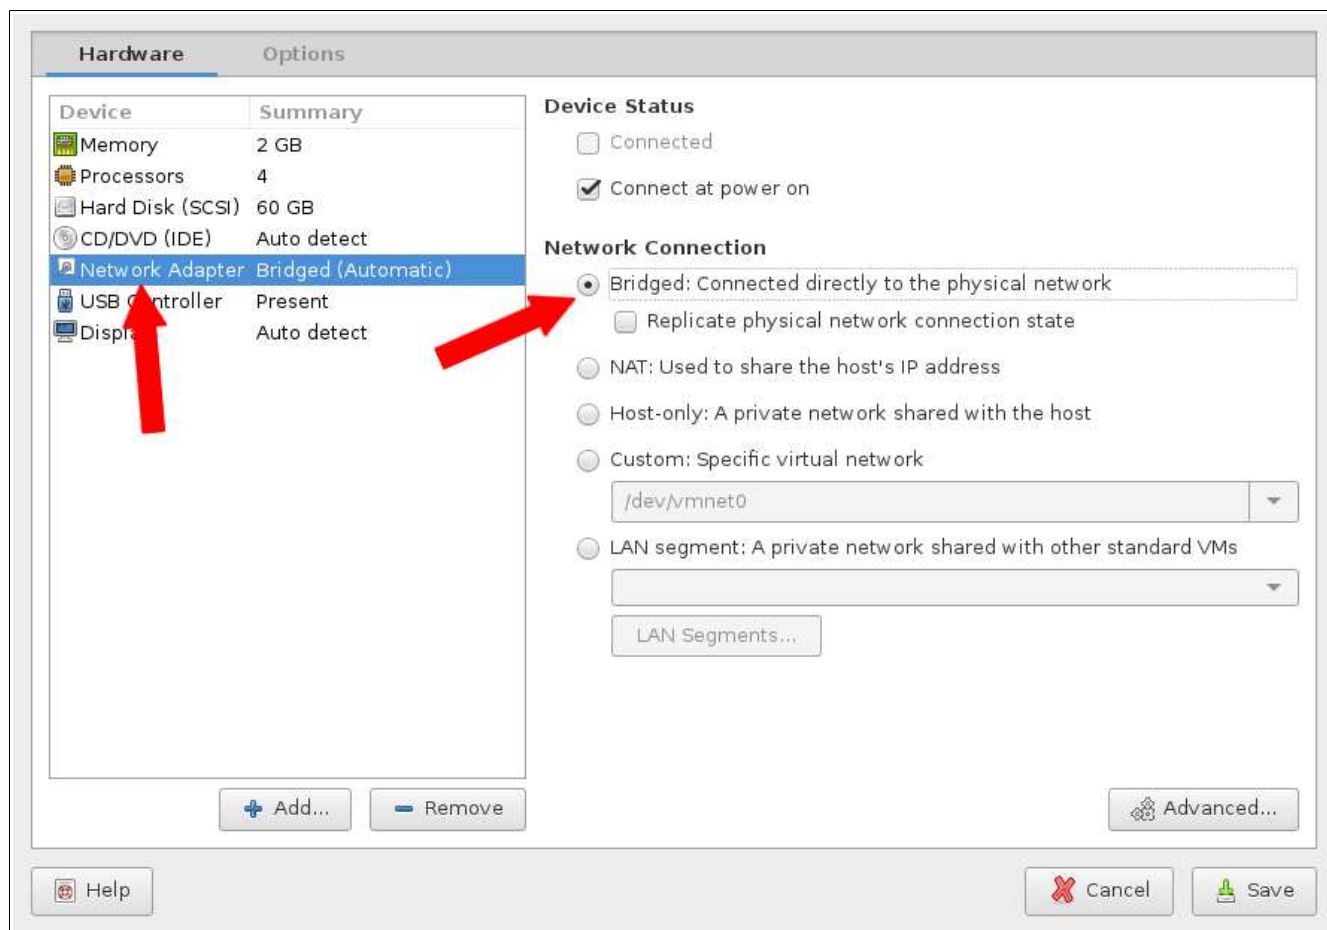 Hardware Options
Device Summary
Memory 2 GB
Processors 4
Hard Disk (SCSI) 60 GB
CD/DVD (IDE) Auto detect
Network Adapter Bridged (Automatic)
USB troller Present
Auto detect
Add... Remove
Device Status
Connected
Connect at power on
Network Connection
Bridged: Connected directly to the physical network
Replicate physical network connection state
NAT: Used to share the host's IP address
Host-only: A private network shared with the host
Custom: Specific virtual network
/dev/vmnet0
LAN segment: A private network shared with other standard VMs
LAN Segments...
Advanced...
Help Cancel Save